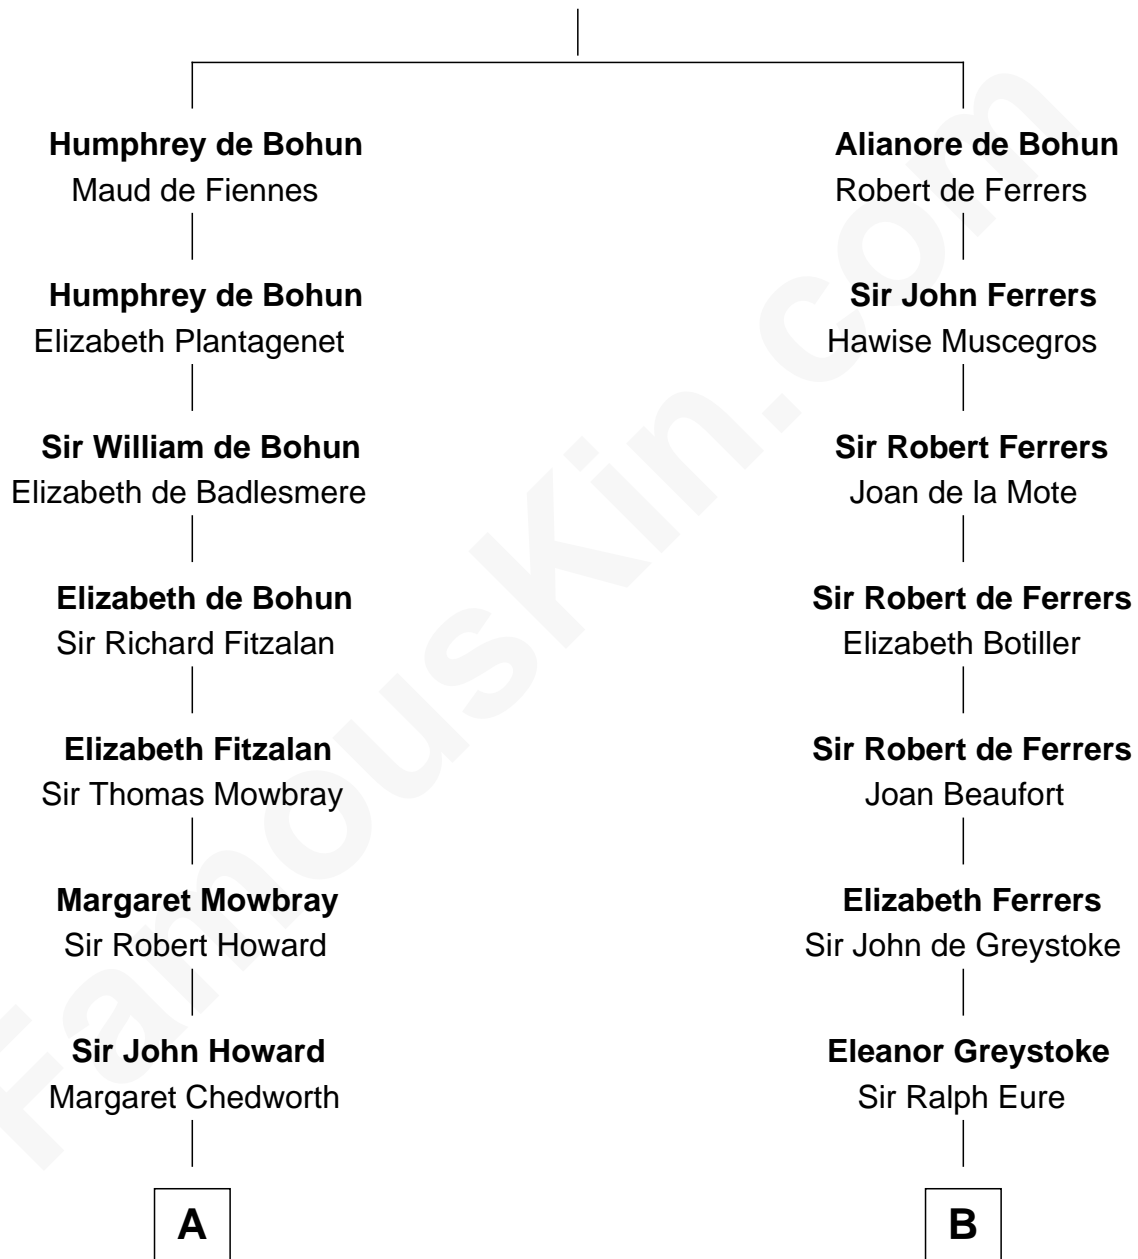 Humphrey de Bohun
Maud de Fiennes
Humphrey de Bohun
Elizabeth Plantagenet
Sir William de Bohun
Elizabeth de Badlesmere
Elizabeth de Bohun
Sir Richard Fitzalan
Elizabeth Fitzalan
Sir Thomas Mowbray
Margaret Mowbray
Sir Robert Howard
Sir John Howard
Margaret Chedworth
A
Alianore de Bohun
Robert de Ferrers
Sir John Ferrers
Hawise Muscegros
Sir Robert Ferrers
Joan de la Mote
Sir Robert de Ferrers
Elizabeth Botiller
Sir Robert de Ferrers
Joan Beaufort
Elizabeth Ferrers
Sir John de Greystoke
Eleanor Greystoke
Sir Ralph Eure
B
FamousKin.com